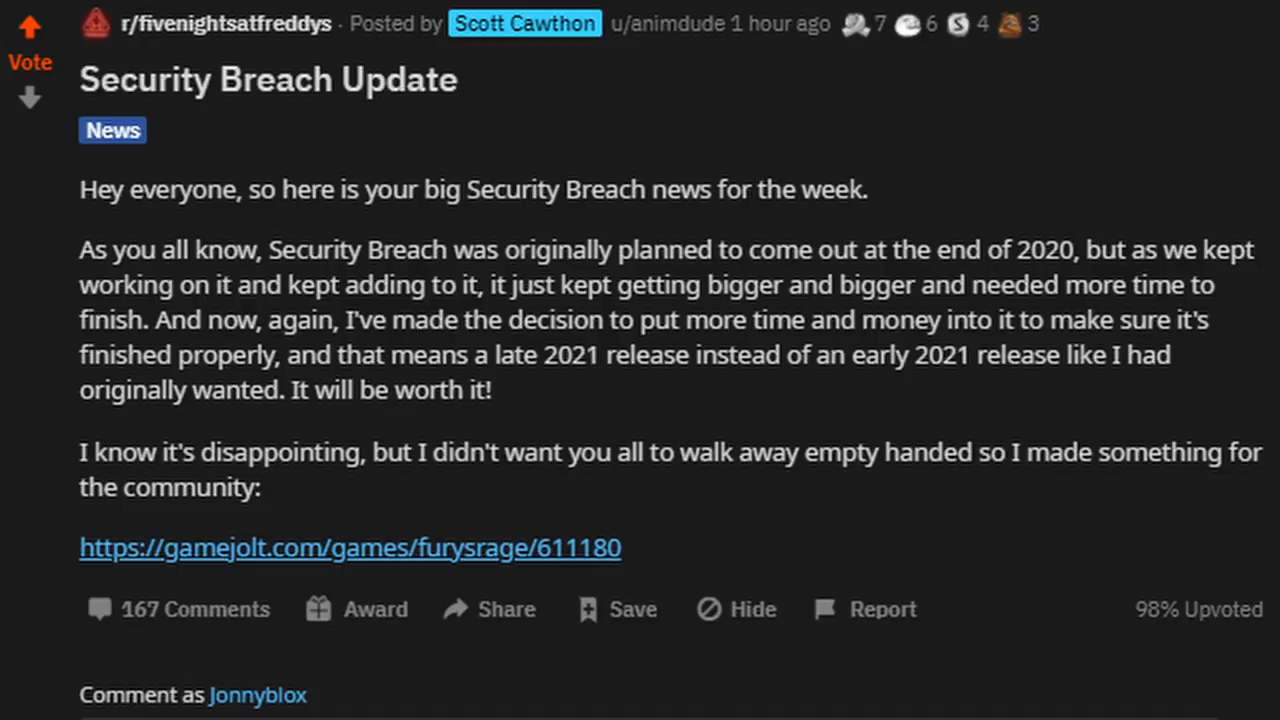 r/fivenightsatfreddys · Posted by Scott Cawthon u/animdude 1 hour ago 7 6 S 4 3
Vote
Security Breach Update
News
Hey everyone, so here is your big Security Breach news for the week.
As you all know, Security Breach was originally planned to come out at the end of 2020, but as we kept
working on it and kept adding to it, it just kept getting bigger and bigger and needed more time to
finish. And now, again, I've made the decision to put more time and money into it to make sure it's
finished properly, and that means a late 2021 release instead of an early 2021 release like I had
originally wanted. It will be worth it!
I know it's disappointing, but I didn't want you all to walk away empty handed so I made something for
the community:
https://gamejolt.com/games/furysrage/611180
167 Comments Award Share Save Hide Report 98% Upvoted
Comment as Jonnyblox